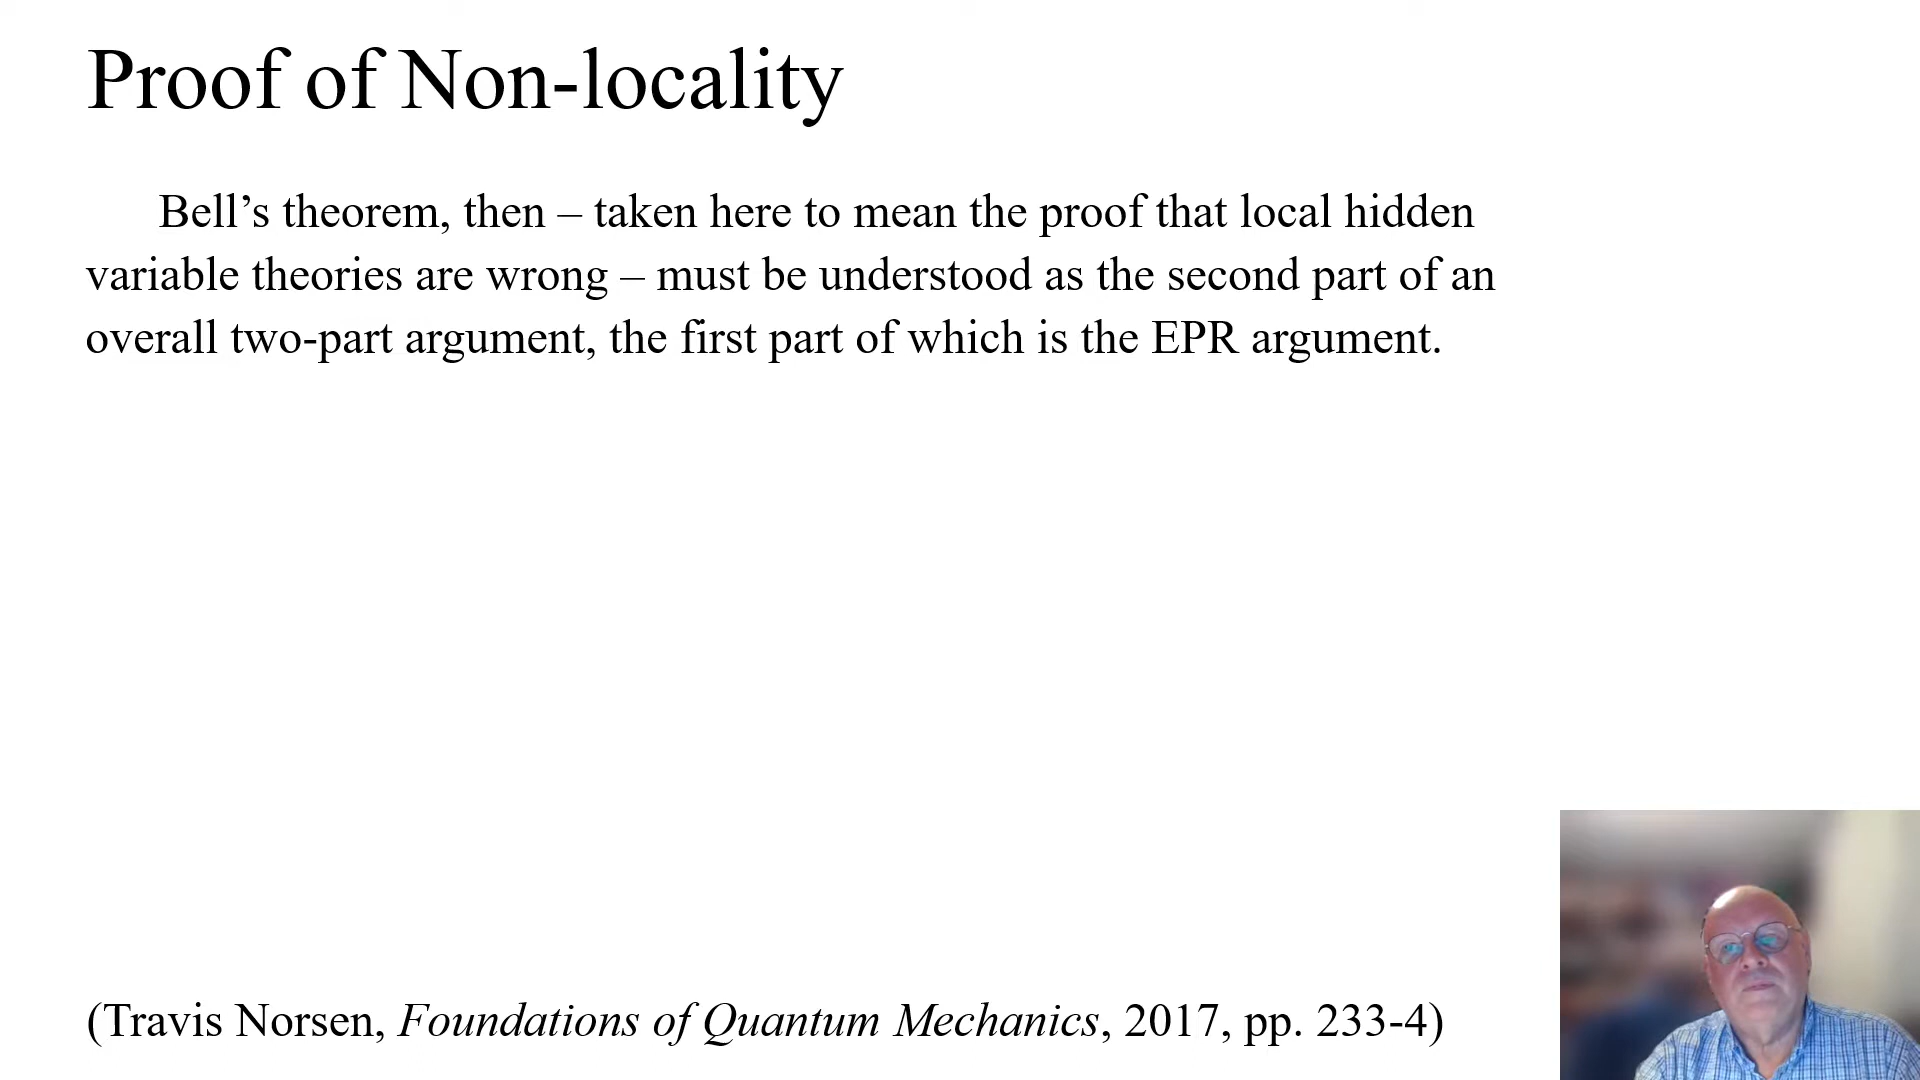 Proof of Non-locality
Bell’s theorem, then – taken here to mean the proof that local hidden
variable theories are wrong – must be understood as the second part of an
overall two-part argument, the first part of which is the EPR argument.
(Travis Norsen, Foundations of Quantum Mechanics, 2017, pp. 233-4)